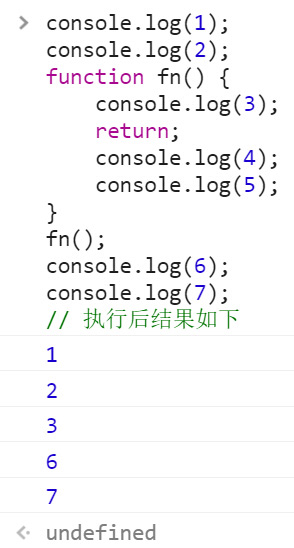 console.log(1);
console.log(2);
function fn() {
    console.log(3);
    return;
    console.log(4);
    console.log(5);
}
fn();
console.log(6);
console.log(7);
// 执行后结果如下
1
2
3
6
7
undefined